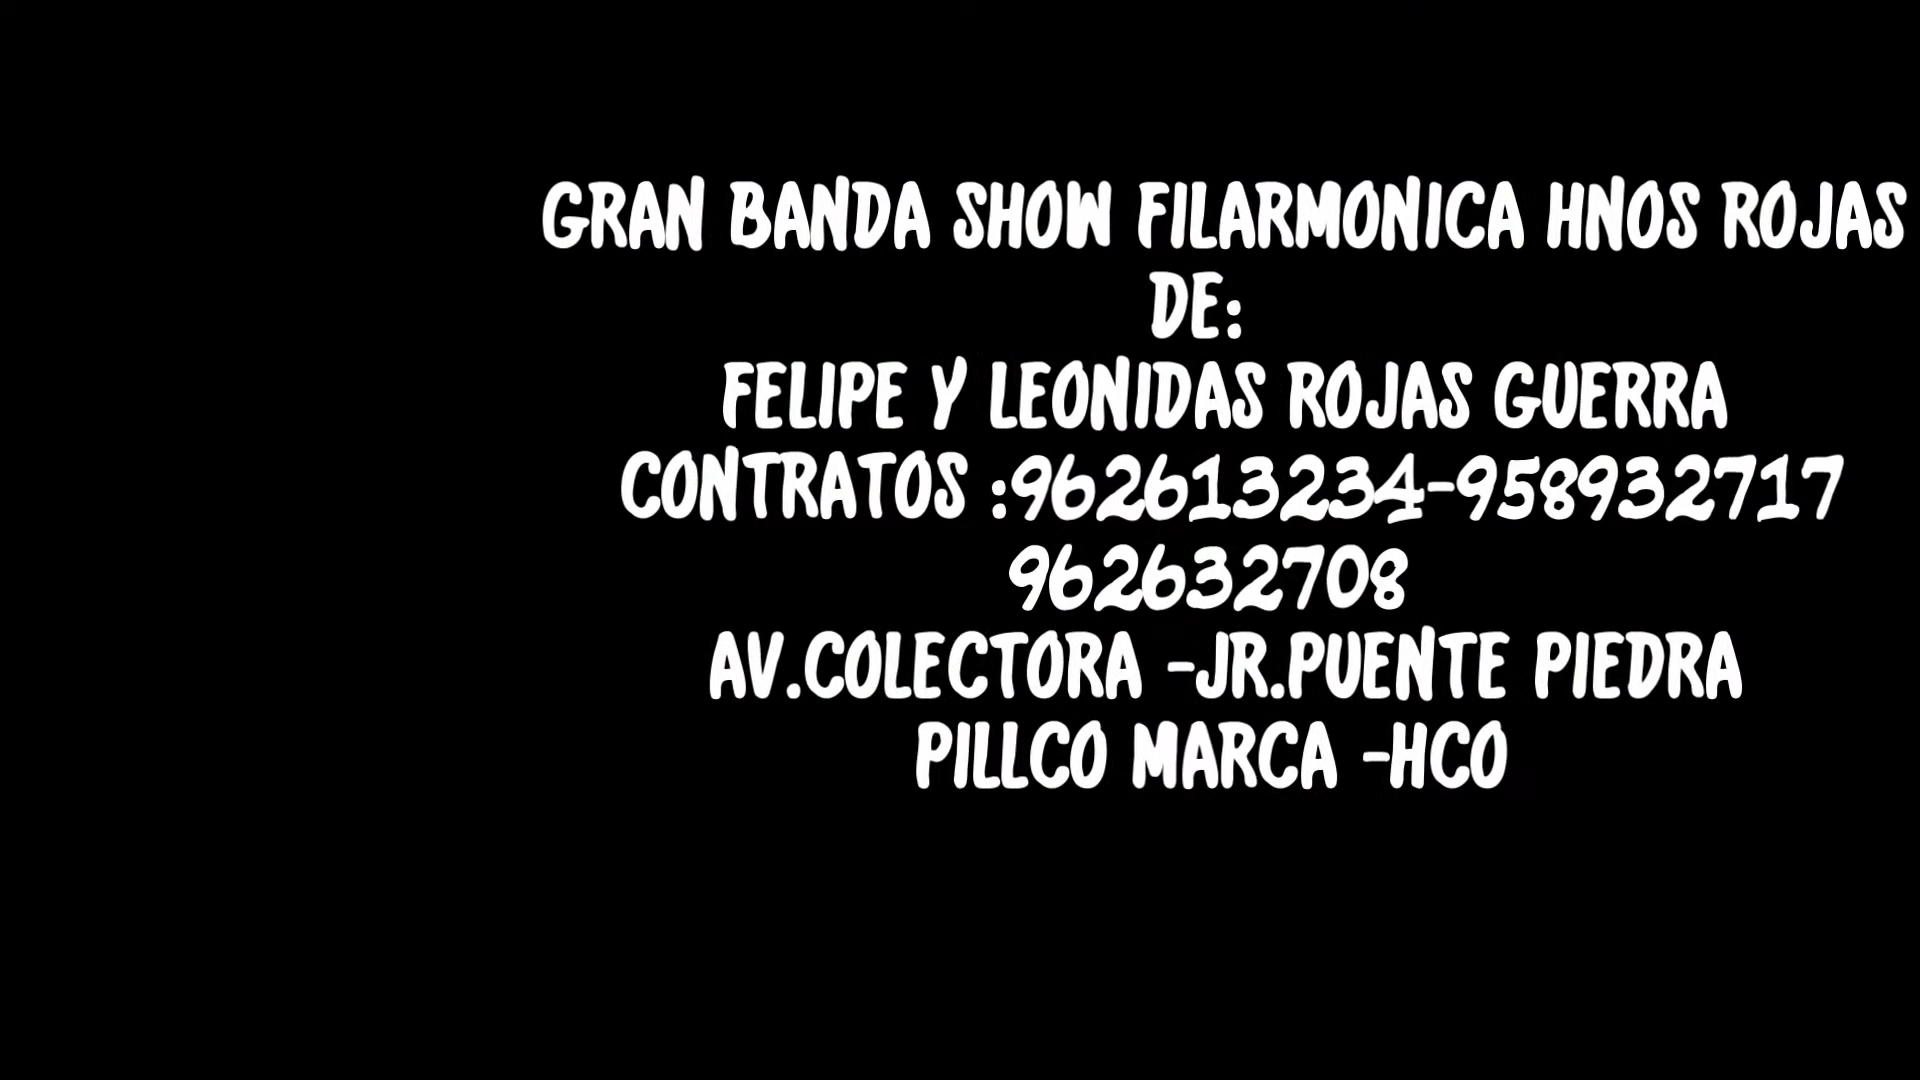 GRAN BANDA SHOW FILARMONICA HNOS ROJAS
DE:
FELIPE Y LEONIDAS ROJAS GUERRA
CONTRATOS :962613234-958932717
962632708
AV.COLECTORA -JR.PUENTE PIEDRA
PILLCO MARCA -HCO